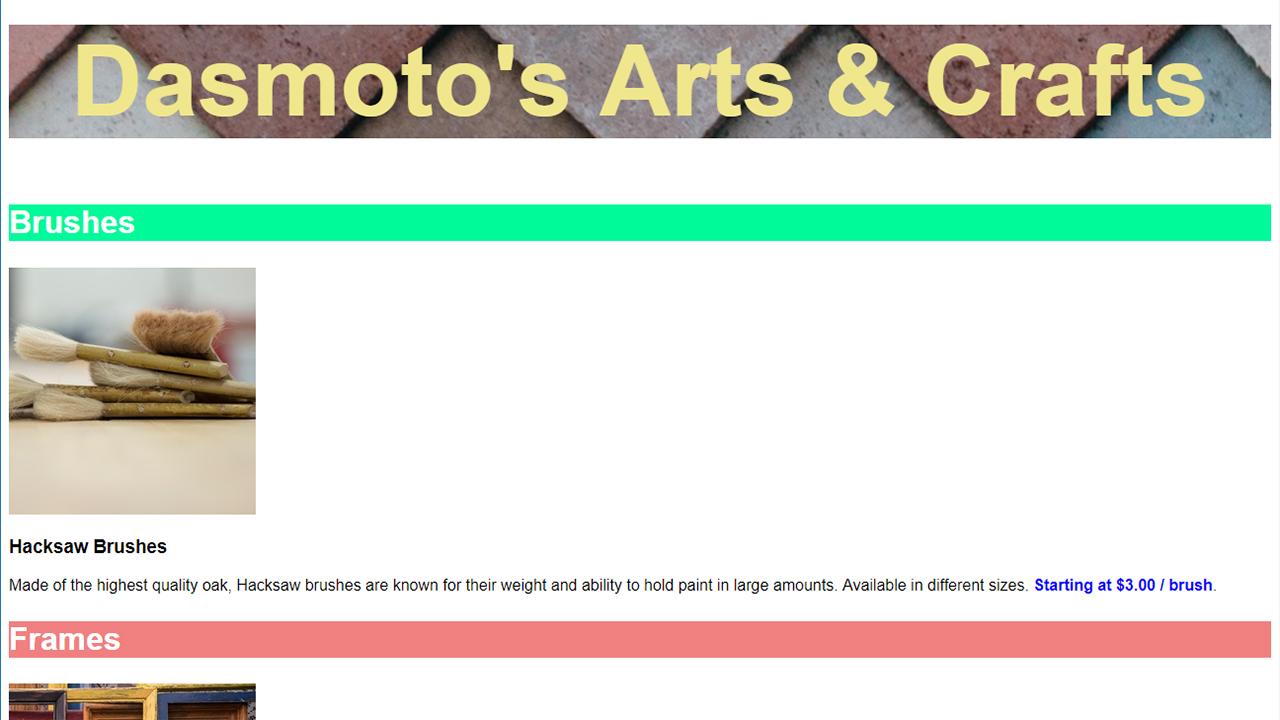 Dasmoto's Arts & Crafts
Brushes
Hacksaw Brushes
Made of the highest quality oak, Hacksaw brushes are known for their weight and ability to hold paint in large amounts. Available in different sizes. Starting at $3.00 / brush.
Frames